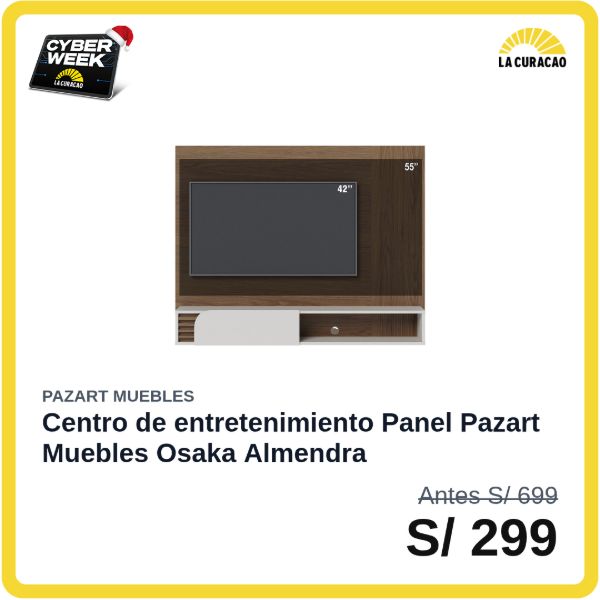 CYBER
WEEK
LA CURACAO
LA CURACAO
55"
42"
PAZART MUEBLES
Centro de entretenimiento Panel Pazart
Muebles Osaka Almendra
Antes S/ 699
S/ 299